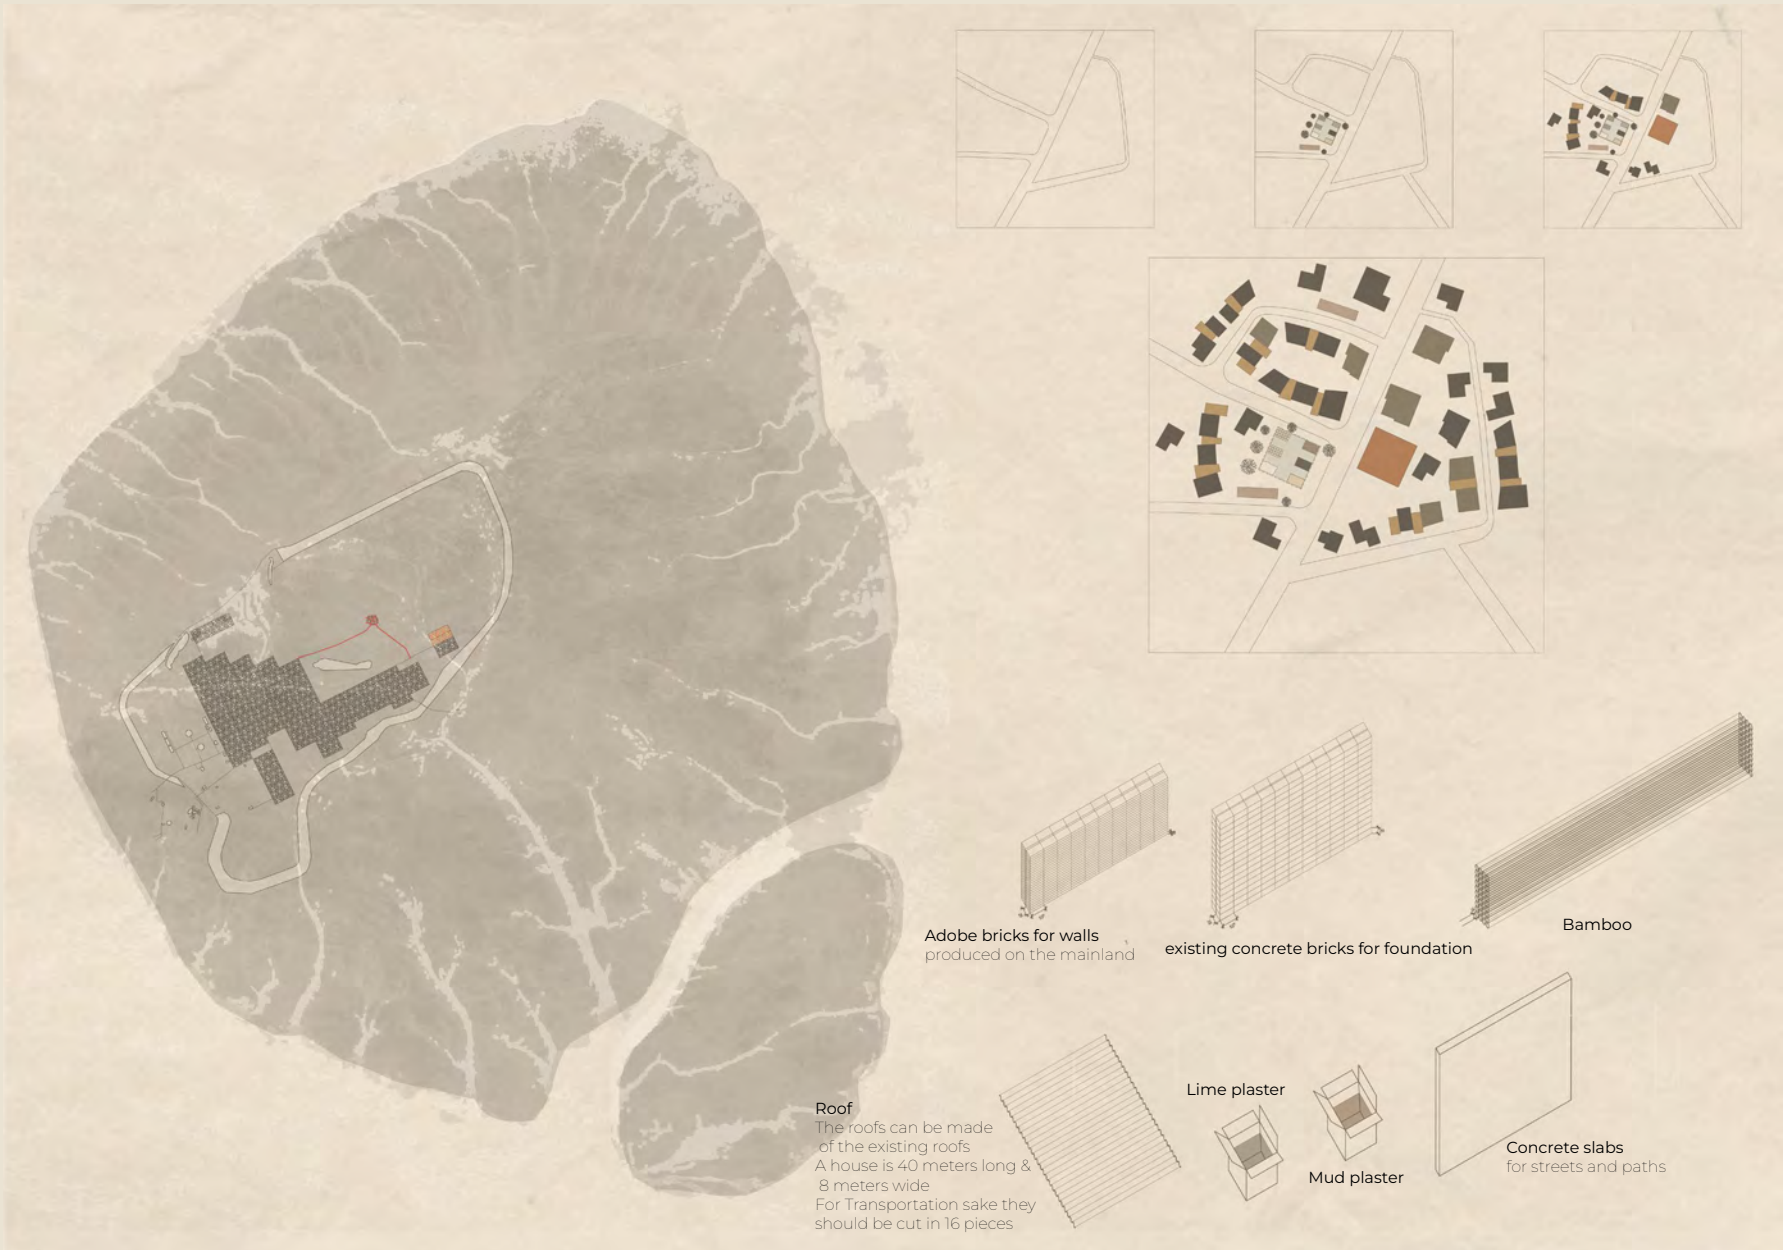 Adobe bricks for walls
produced on the mainland
existing concrete bricks for foundation
Bamboo
Roof
The roofs can be made
of the existing roofs
A house is 40 meters long &
8 meters wide
For Transportation sake they
should be cut in 16 pieces
Lime plaster
Mud plaster
Concrete slabs
for streets and paths